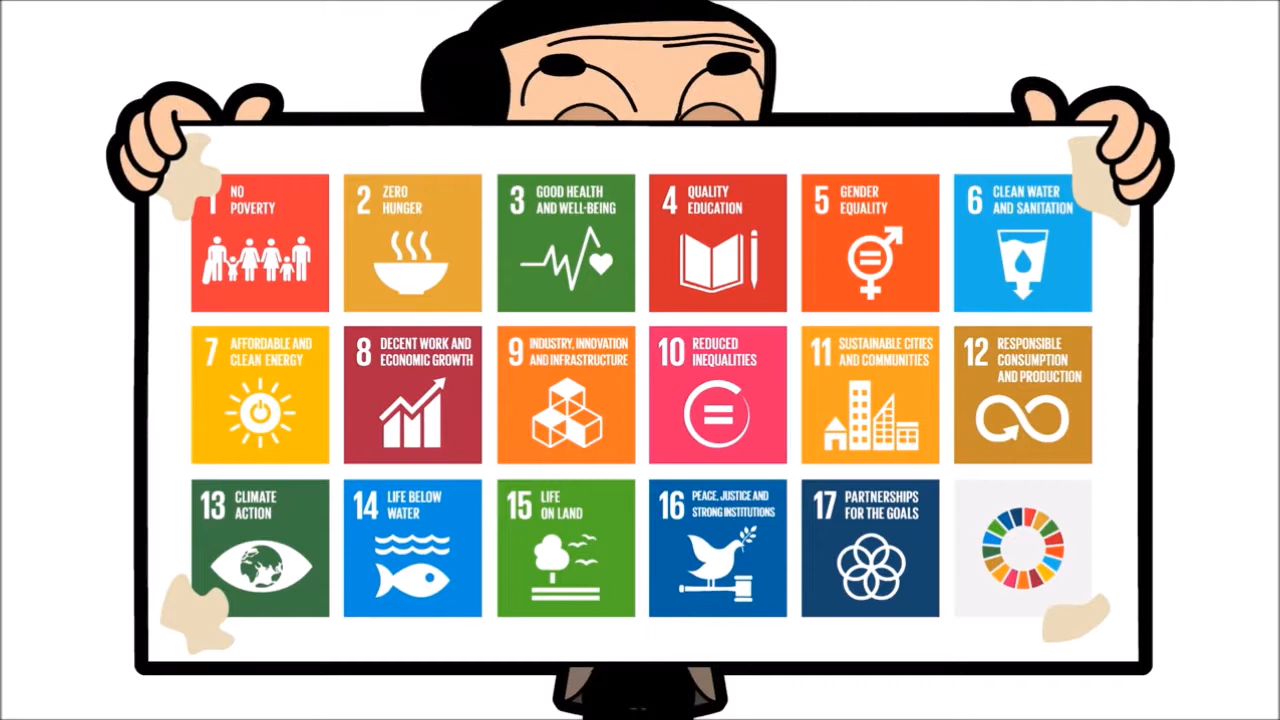 1 NO
POVERTY
2 ZERO
HUNGER
3 GOOD HEALTH
AND WELL-BEING
4 QUALITY
EDUCATION
5 GENDER
EQUALITY
6 CLEAN WATER
AND SANITATION
7 AFFORDABLE AND
CLEAN ENERGY
8 DECENT WORK AND
ECONOMIC GROWTH
9 INDUSTRY, INNOVATION
AND INFRASTRUCTURE
10 REDUCED
INEQUALITIES
11 SUSTAINABLE CITIES
AND COMMUNITIES
12 RESPONSIBLE
CONSUMPTION
AND PRODUCTION
13 CLIMATE
ACTION
14 LIFE BELOW
WATER
15 LIFE
ON LAND
16 PEACE, JUSTICE AND
STRONG INSTITUTIONS
17 PARTNERSHIPS
FOR THE GOALS